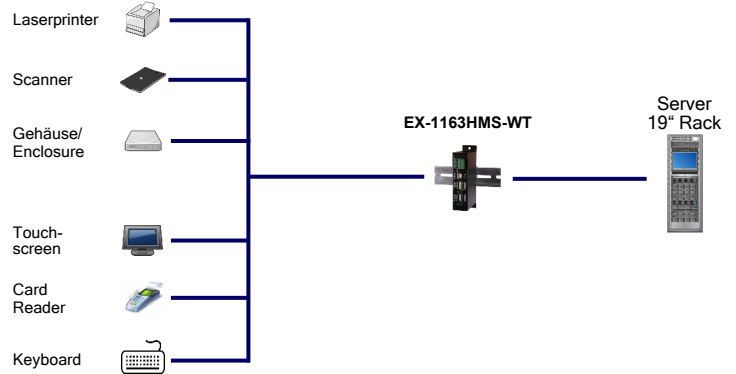 Laserprinter
Scanner
Gehäuse/
Enclosure
Touch-
screen
Card
Reader
Keyboard
EX-1163HMS-WT
Server
19“ Rack